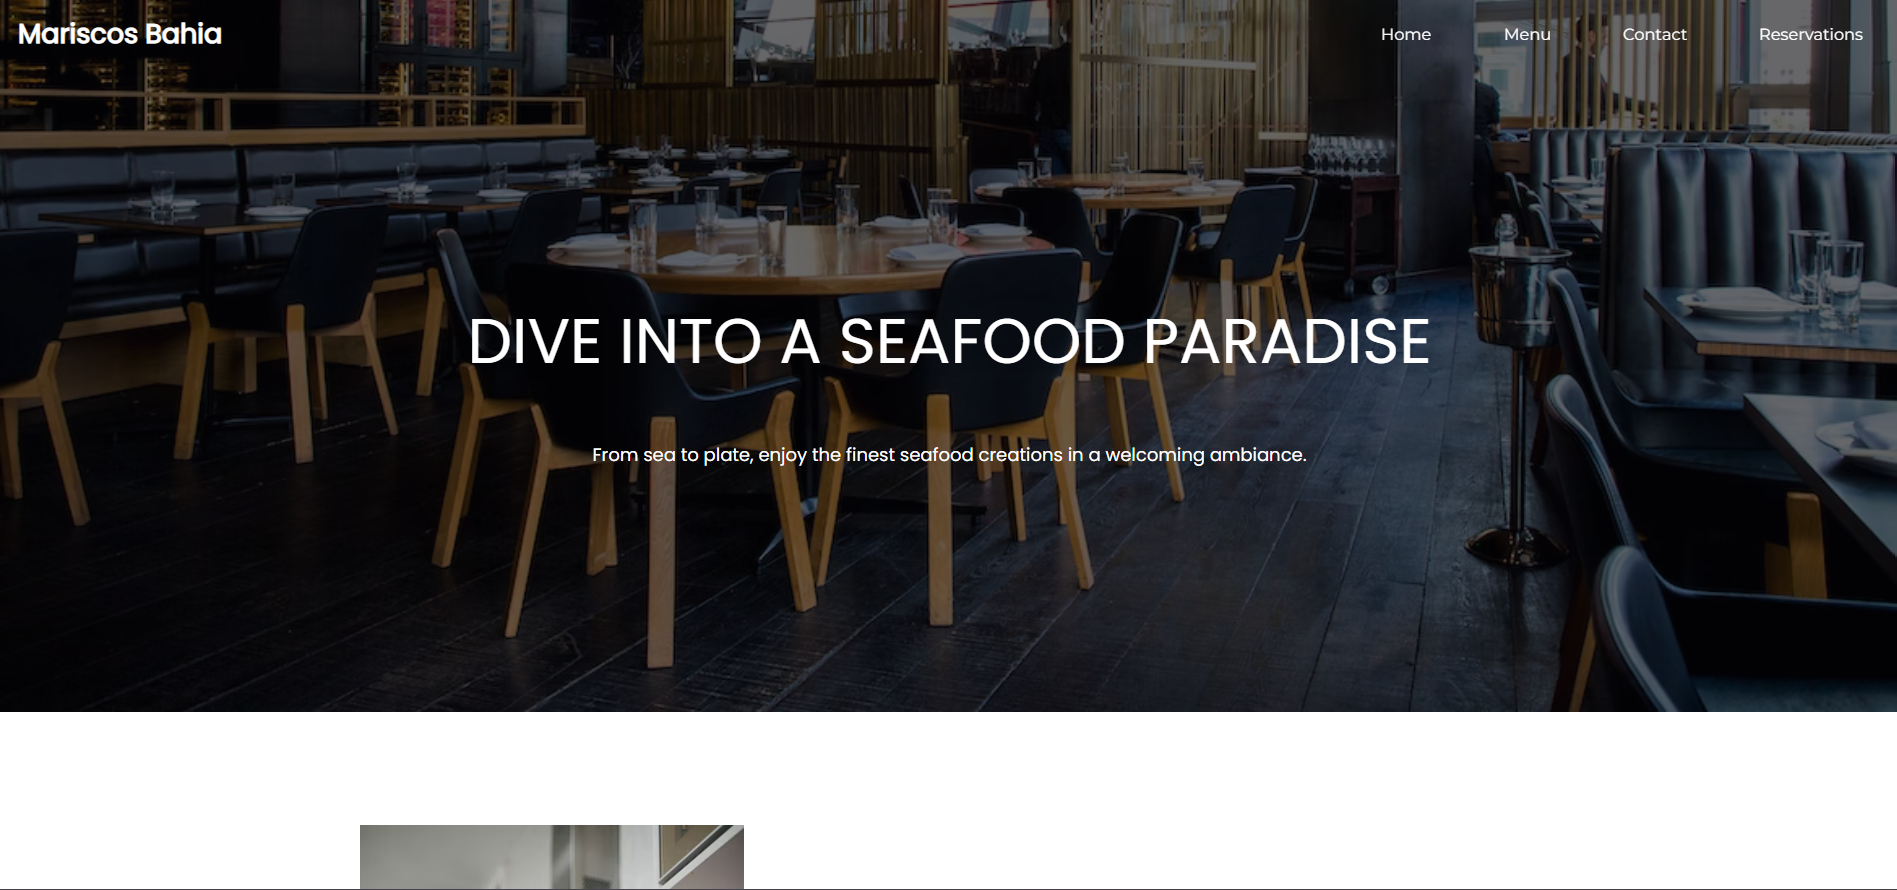 Mariscos Bahia
Home Menu Contact Reservations
DIVE INTO A SEAFOOD PARADISE
From sea to plate, enjoy the finest seafood creations in a welcoming ambiance.